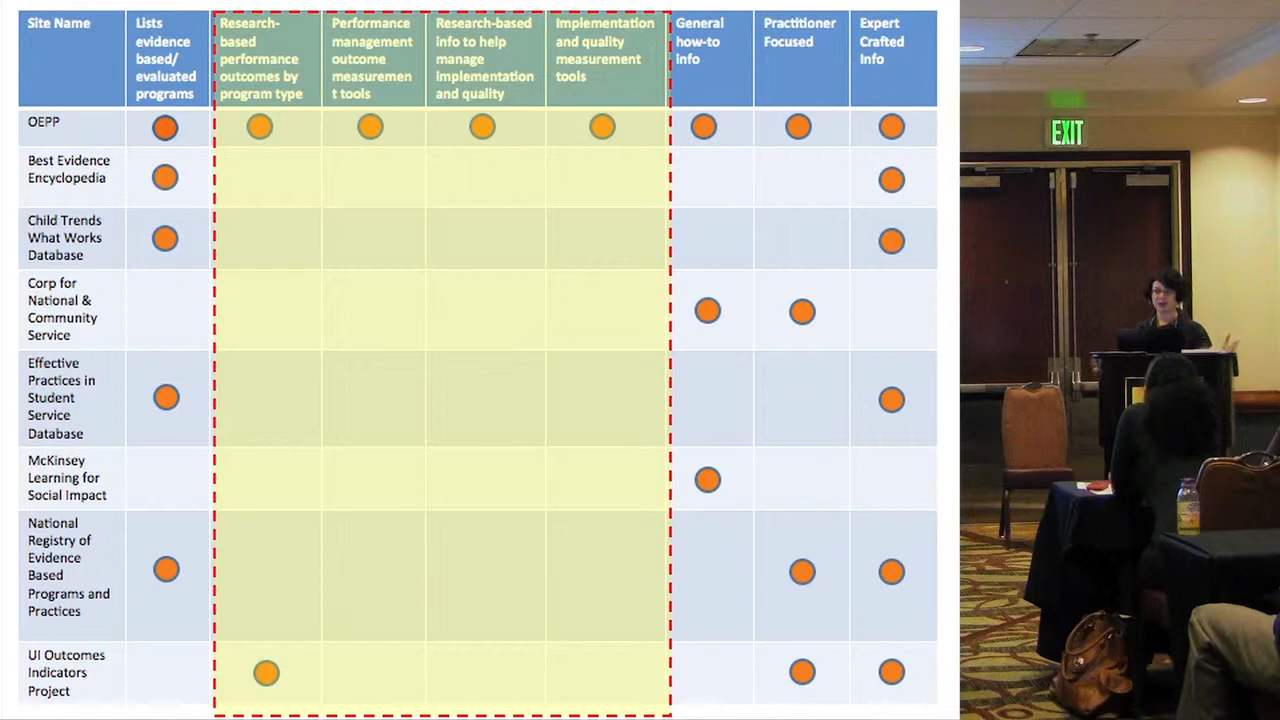 Site Name
Lists
evidence
based/
evaluated
programs
Research-
based
performance
outcomes by
program type
Performance
management
outcome
measuremen
t tools
Research-based
info to help
manage
implementation
and quality
Implementation
and quality
measurement
tools
General
how-to
info
Practitioner
Focused
Expert
Crafted
Info
OEPP
Best Evidence
Encyclopedia
Child Trends
What Works
Database
Corp for
National &
Community
Service
Effective
Practices in
Student
Service
Database
McKinsey
Learning for
Social Impact
National
Registry of
Evidence
Based
Programs and
Practices
UI Outcomes
Indicators
Project
EXIT